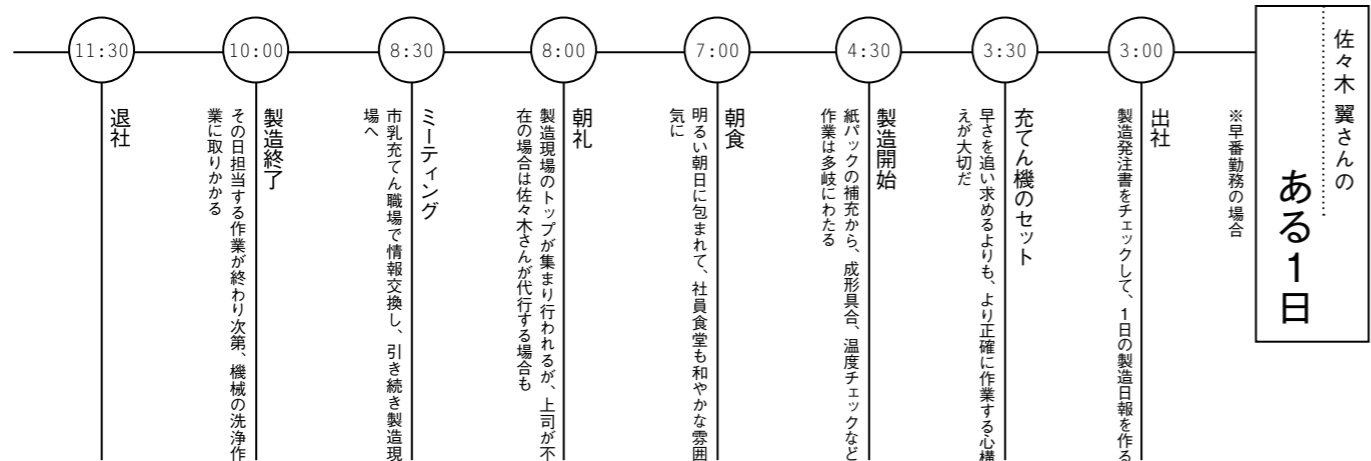 佐々木 翼さんの
ある1日
※早番勤務の場合
3:00
出社
製造発注書をチェックして、1日の製造日報を作る
3:30
充てん機のセット
早さを追い求めるよりも、より正確に作業する心構
えが大切だ
4:30
製造開始
紙パックの補充から、成形具合、温度チェックなど
作業は多岐にわたる
7:00
朝食
明るい朝日に包まれて、社員食堂も和やかな雰囲
気に
8:00
朝礼
製造現場のトップが集まり行われるが、上司が不
在の場合は佐々木さんが代行する場合も
8:30
ミーティング
市乳充てん職場で情報交換し、引き続き製造現
場へ
10:00
製造終了
その日担当する作業が終わり次第、機械の洗浄作
業に取りかかる
11:30
退社